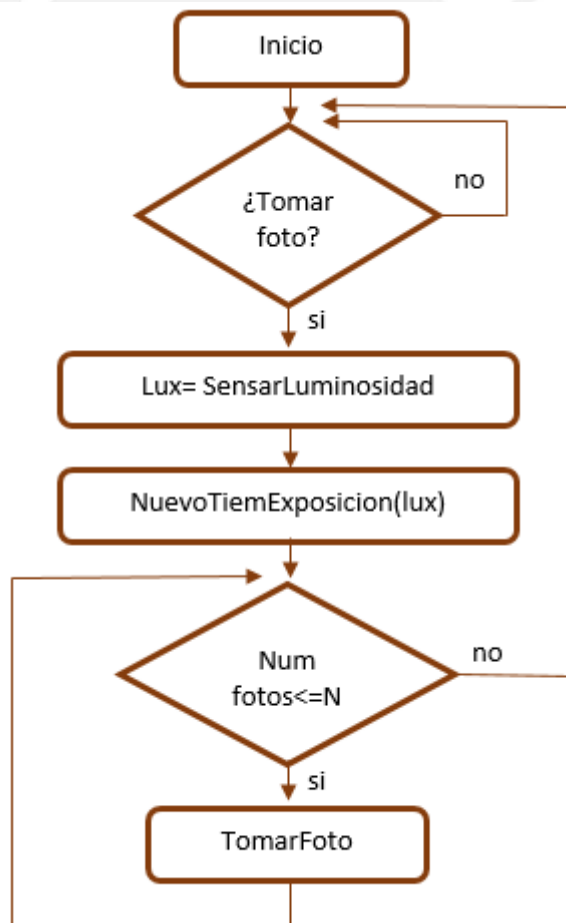 Inicio
¿Tomar
foto?
no
si
Lux= SensarLuminosidad
NuevoTiemExposicion(lux)
Num
fotos<=N
no
si
TomarFoto